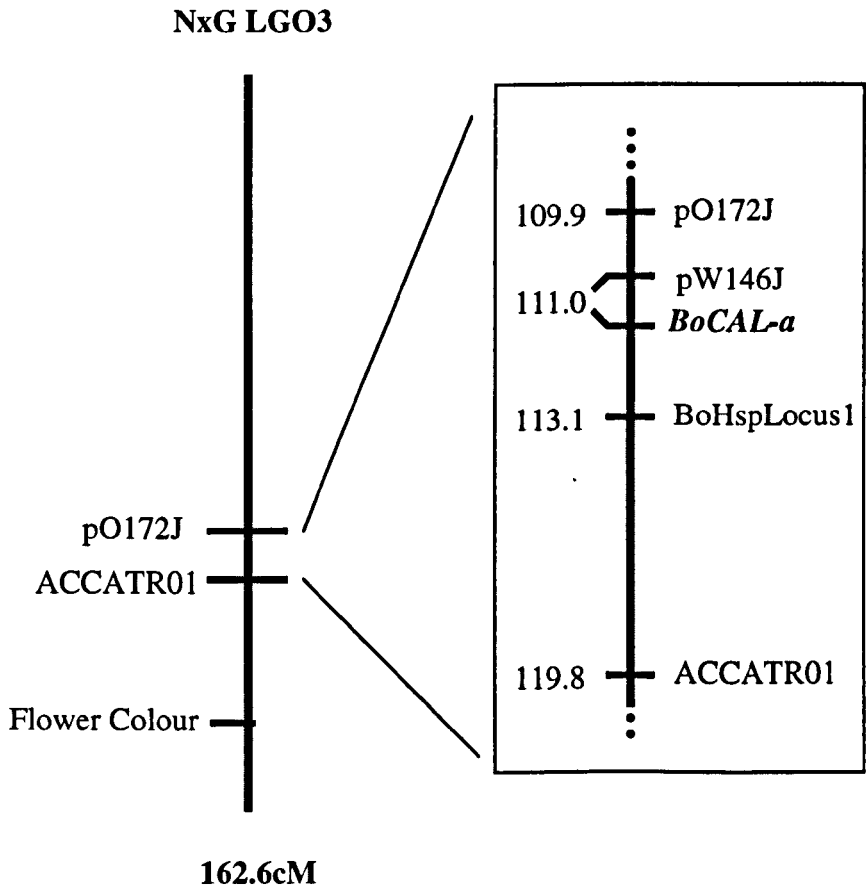 NxG LGO3
pO172J
ACCATR01
Flower Colour
162.6cM
109.9 pO172J
pW146J
111.0
BoCAL-a
113.1 BoHspLocus1
119.8 ACCATR01